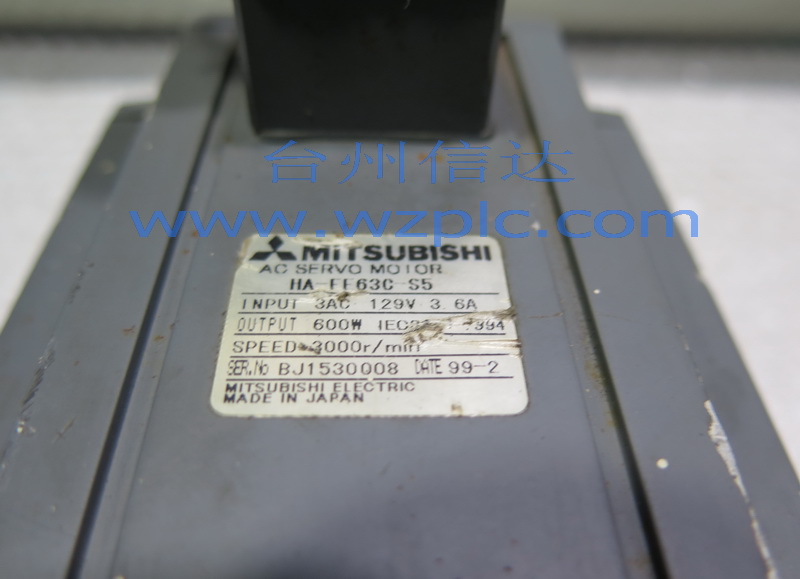 台州信达
www.wzplc.com
MITSUBISHI
AC SERVO MOTOR
HA-FF63C-S5
INPUT 3AC 129V 3.6A
OUTPUT 600W 1994
SPEED 3000r/min
SER.No BJ1530008 DATE 99-2
MITSUBISHI ELECTRIC
MADE IN JAPAN